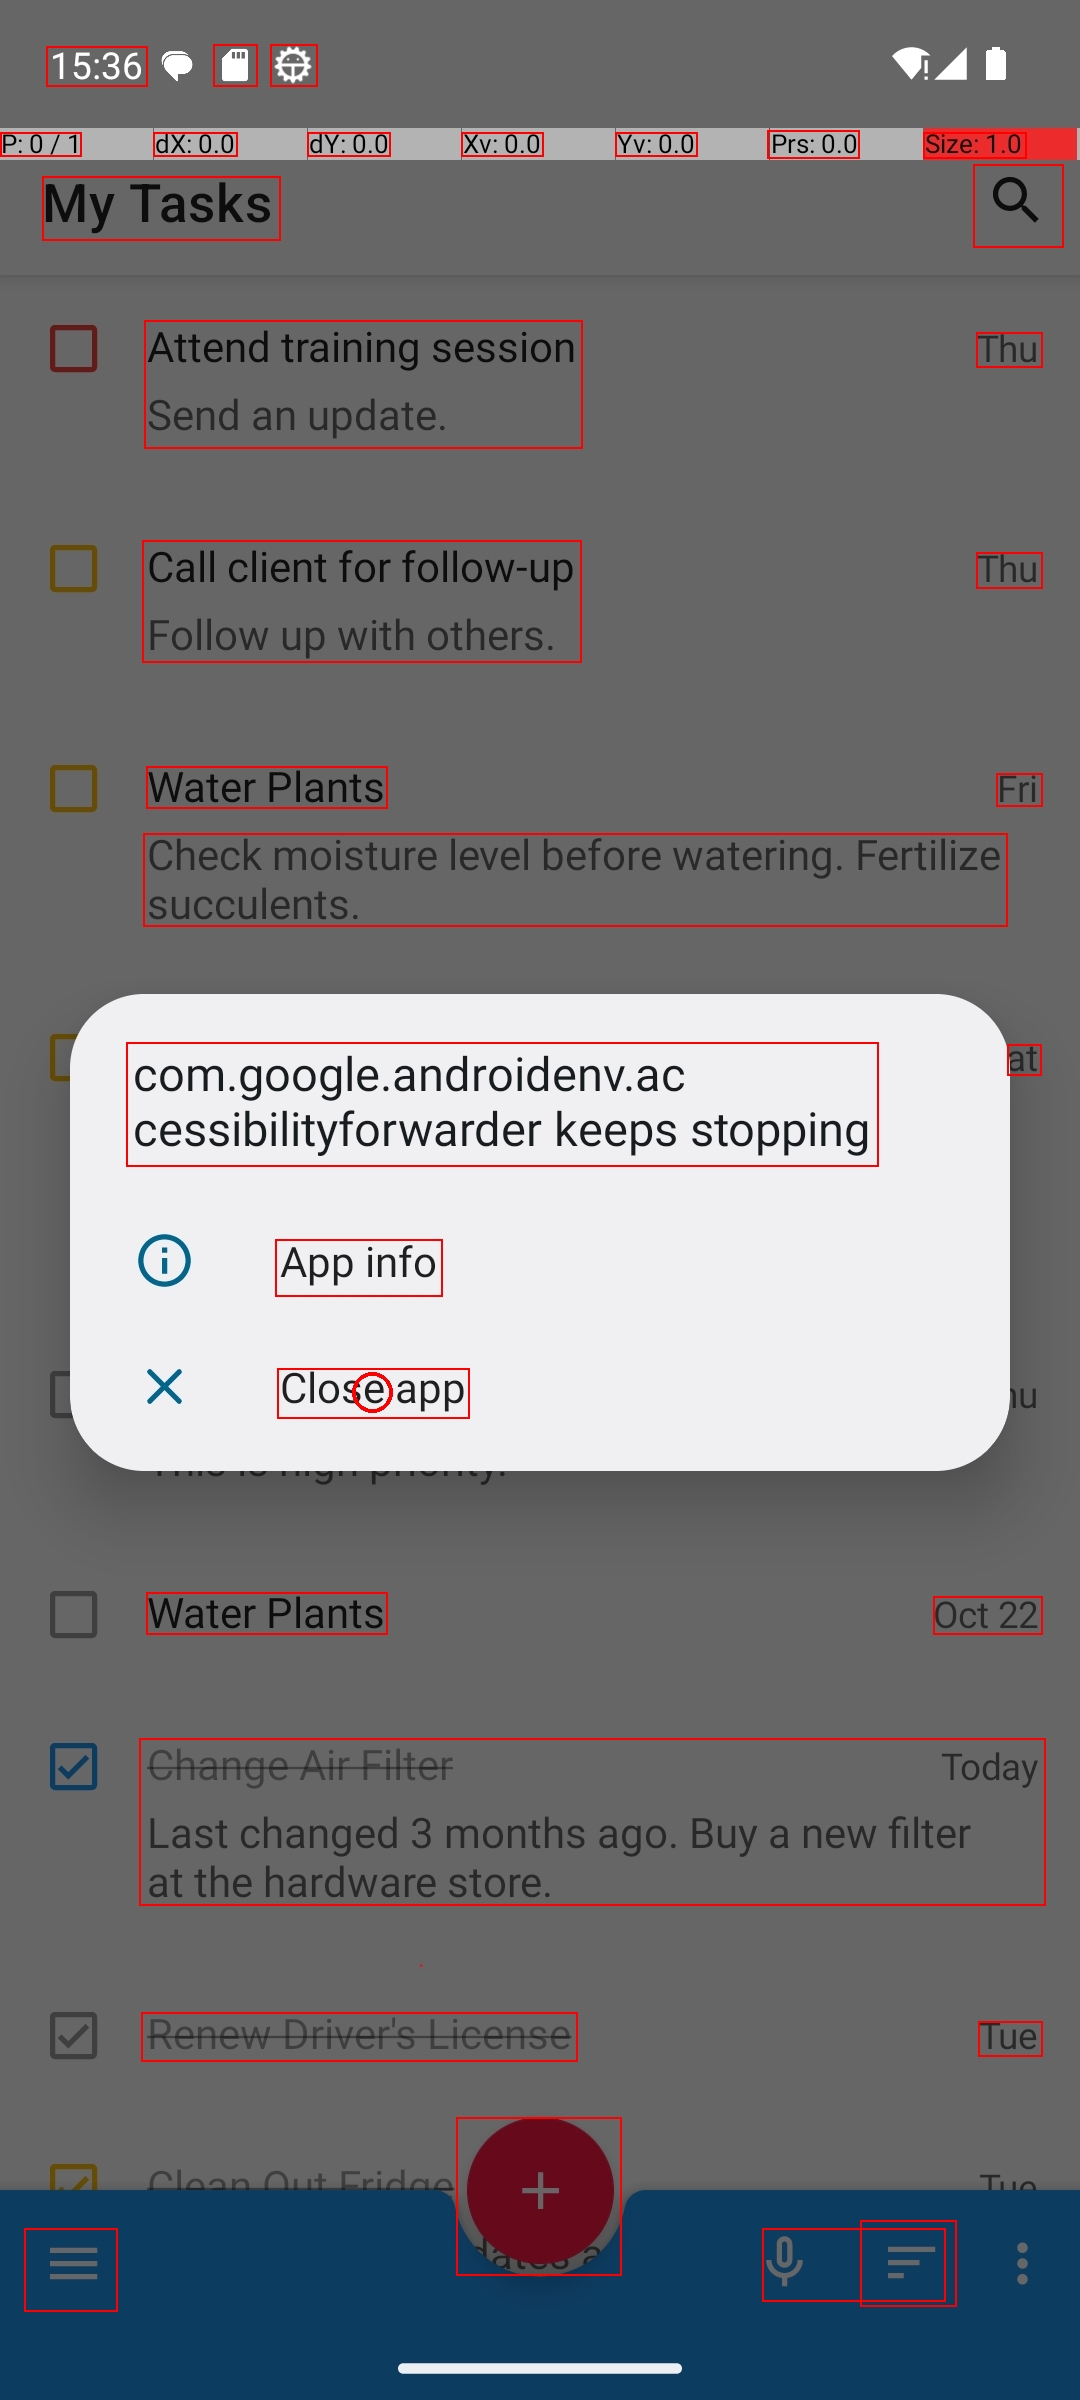 15:36
P: 0 / 1
dX: 0.0
dY: 0.0
Xv: 0.0
Yv: 0.0
Prs: 0.0
Size: 1.0
My Tasks
Attend training session
Thu
Send an update.
Call client for follow-up
Thu
Follow up with others.
Water Plants
Fri
Check moisture level before watering. Fertilize
succulents.
at
com.google.androidenv.ac
cessibilityforwarder keeps stopping
App info
Close app
hu
This is high priority.
Water Plants
Oct 22
Change Air Filter
Today
Last changed 3 months ago. Buy a new filter
at the hardware store.
Renew Driver's License
Tue
Clean Out Fridge
Tue
dates a